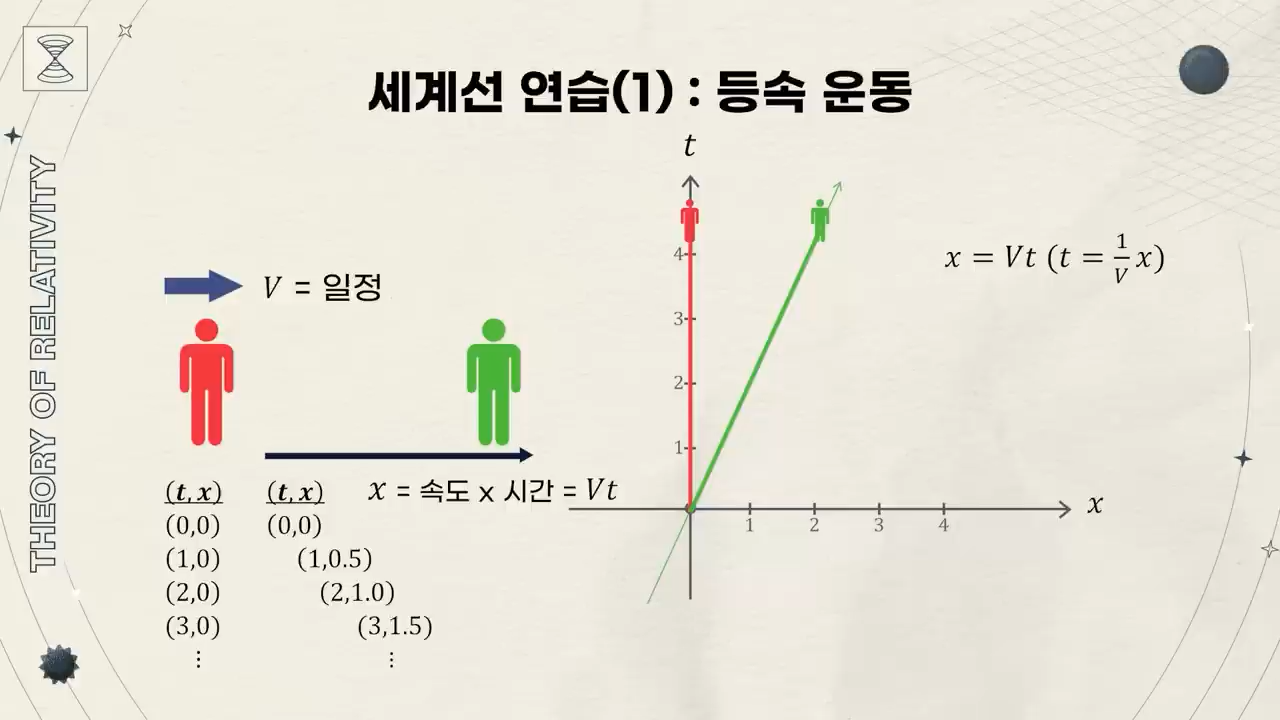 세계선 연습(1) : 등속 운동
THEORY OF RELATIVITY
V = 일정
(t, x)
(0,0)
(1,0)
(2,0)
(3,0)
⋮
(t, x)
(0,0)
(1,0.5)
(2,1.0)
(3,1.5)
⋮
x = 속도 x 시간 = Vt
t
4
3
2
1
1 2 3 4
x
x = Vt (t = 1/V x)